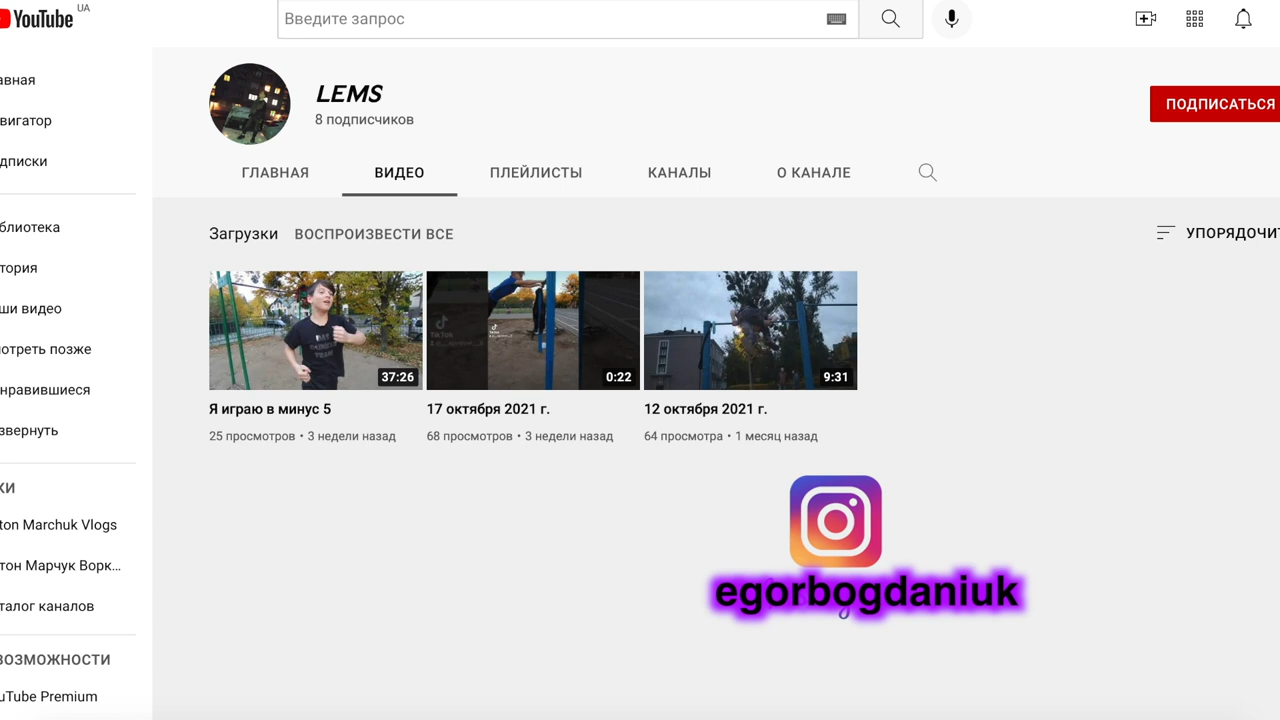 YouTube UA
Введите запрос
авная
вигатор
дписки
блиотека
тория
ши видео
отреть позже
нравившиеся
звернуть
КИ
ton Marchuk Vlogs
тон Марчук Ворк...
талог каналов
ВОЗМОЖНОСТИ
uTube Premium
LEMS
8 подписчиков
ПОДПИСАТЬСЯ
ГЛАВНАЯ ВИДЕО ПЛЕЙЛИСТЫ КАНАЛЫ О КАНАЛЕ
Загрузки ВОСПРОИЗВЕСТИ ВСЕ
УПОРЯДОЧИТ
37:26
Я играю в минус 5
25 просмотров • 3 недели назад
TikTok
0:22
17 октября 2021 г.
68 просмотров • 3 недели назад
9:31
12 октября 2021 г.
64 просмотра • 1 месяц назад
egorbogdaniuk